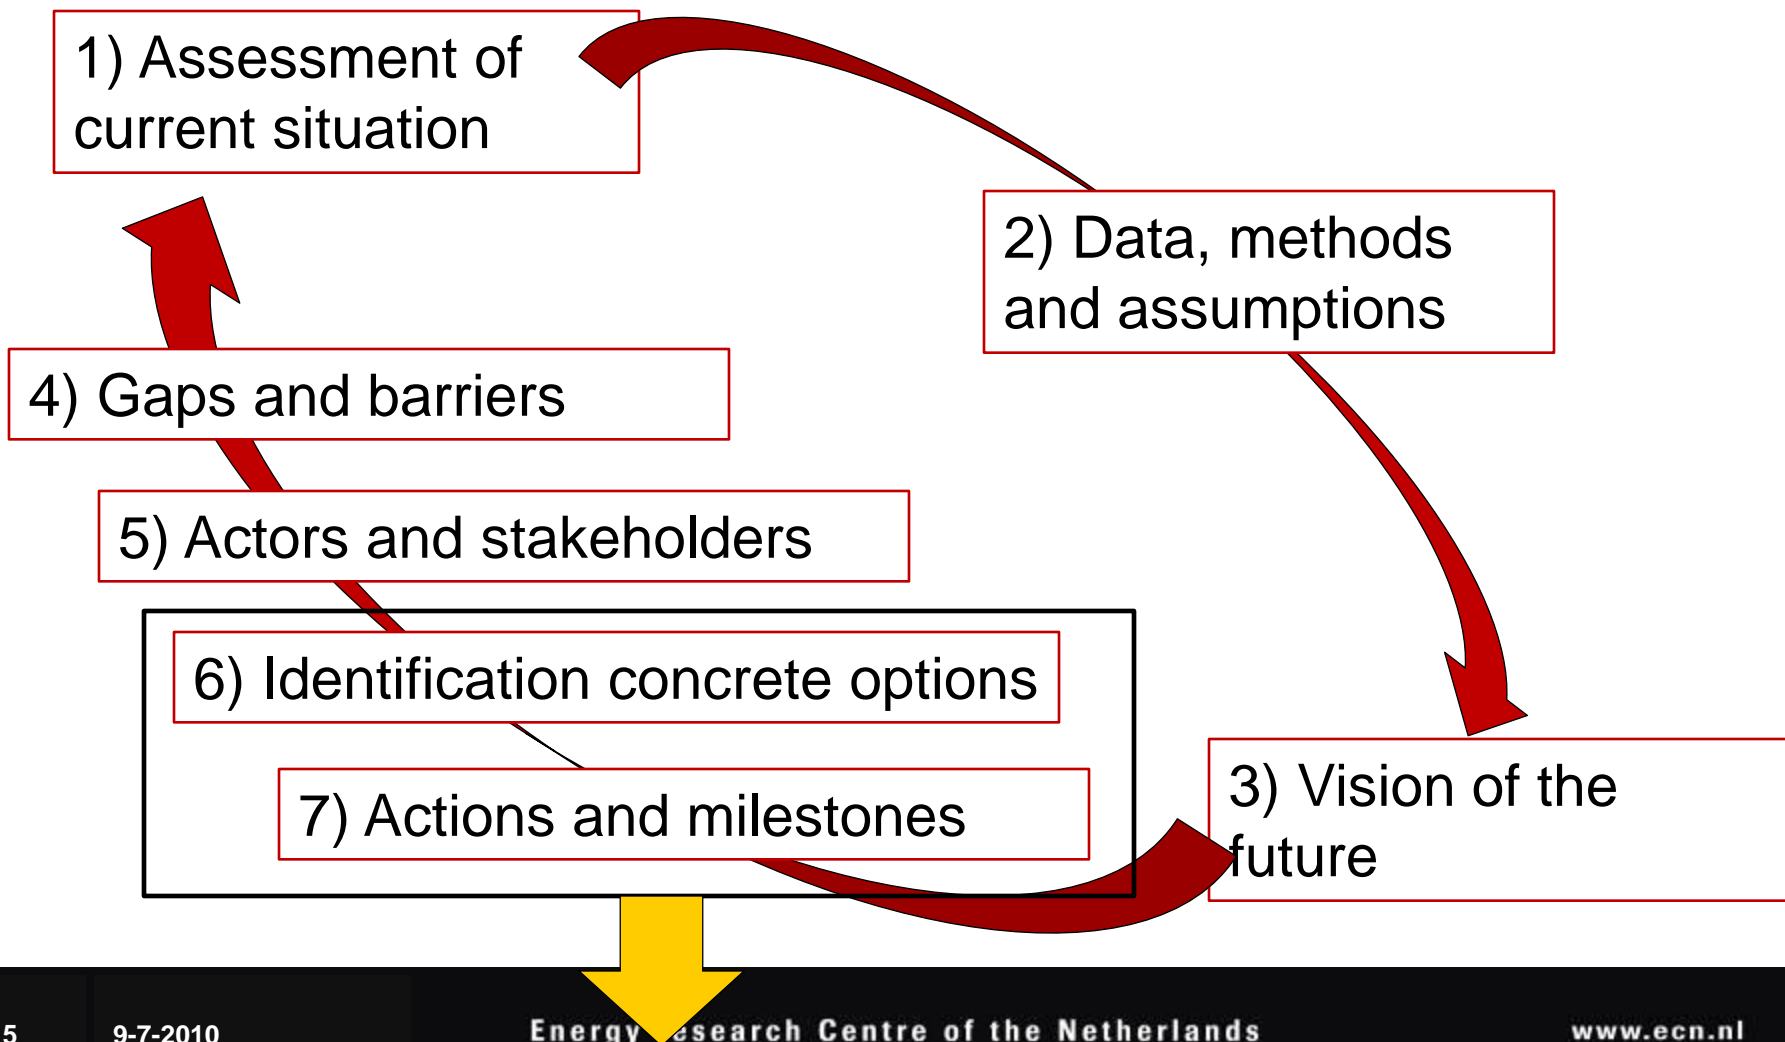 1) Assessment of
current situation
2) Data, methods
and assumptions
4) Gaps and barriers
5) Actors and stakeholders
6) Identification concrete options
7) Actions and milestones
3) Vision of the
future
5
9-7-2010
Energy esearch Centre of the Netherlands
www.ecn.nl